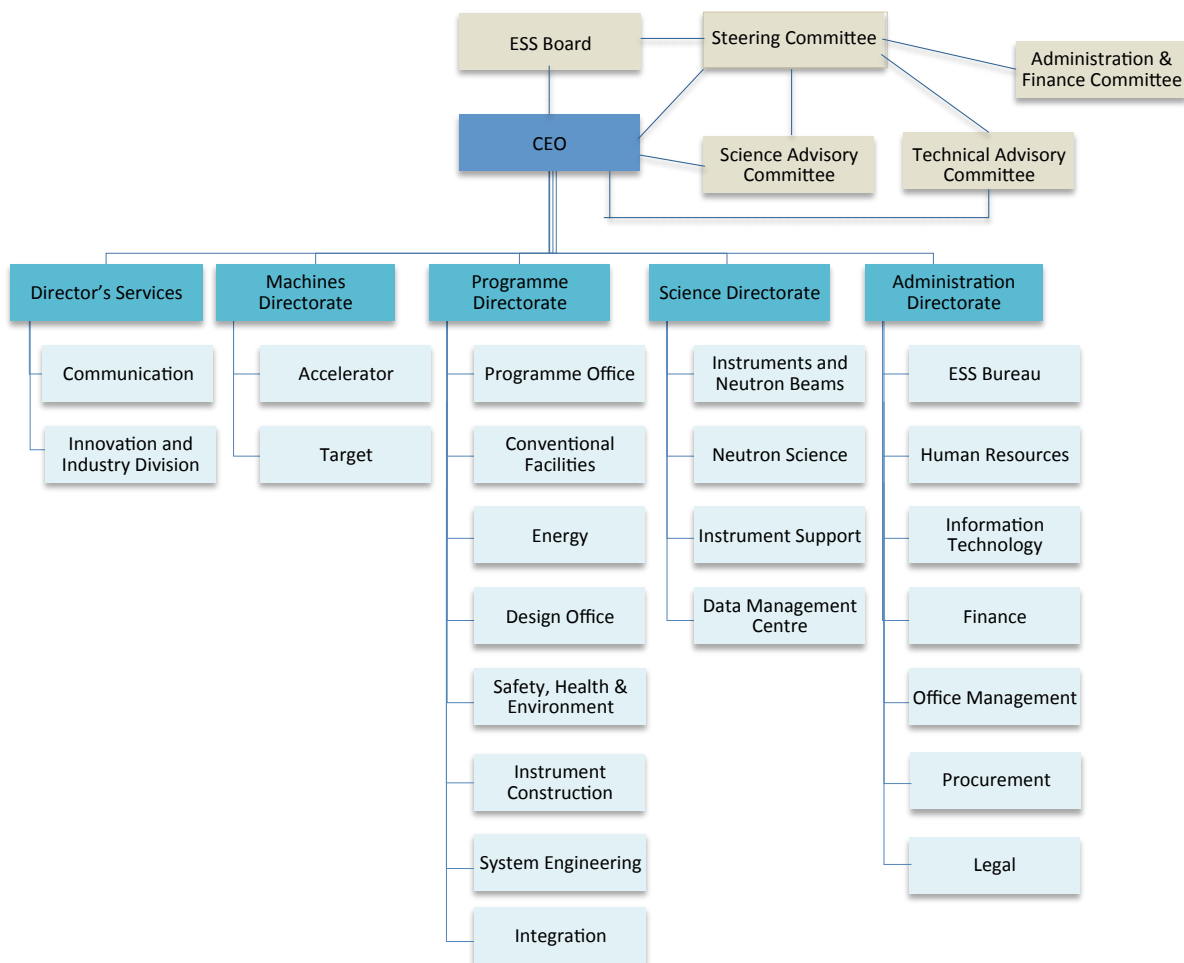 ESS Board
Steering Committee
Administration &
Finance Committee
CEO
Science Advisory
Committee
Technical Advisory
Committee
Director’s Services
Machines
Directorate
Programme
Directorate
Science Directorate
Administration
Directorate
Communication
Innovation and
Industry Division
Accelerator
Target
Programme Office
Conventional
Facilities
Energy
Design Office
Safety, Health &
Environment
Instrument
Construction
System Engineering
Integration
Instruments and
Neutron Beams
Neutron Science
Instrument Support
Data Management
Centre
ESS Bureau
Human Resources
Information
Technology
Finance
Office Management
Procurement
Legal